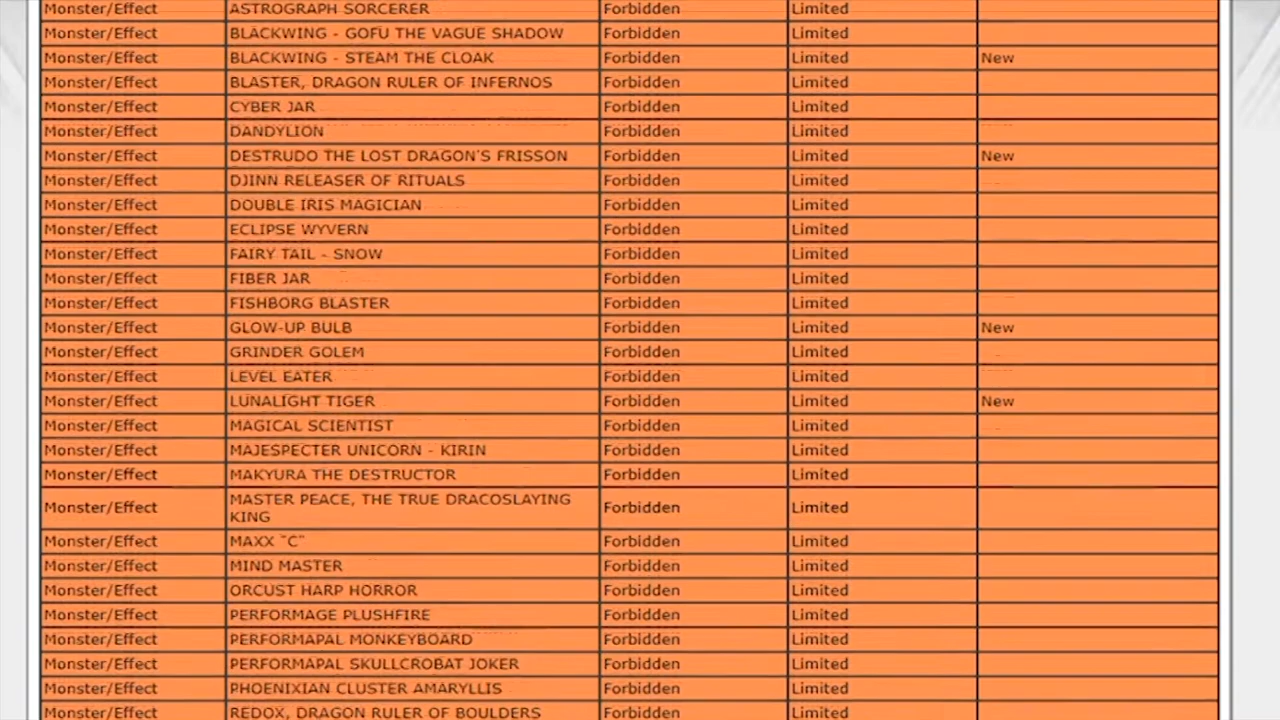 Monster/Effect ASTROGRAPH SORCERER Forbidden Limited
Monster/Effect BLACKWING - GOFU THE VAGUE SHADOW Forbidden Limited
Monster/Effect BLACKWING - STEAM THE CLOAK Forbidden Limited New
Monster/Effect BLASTER, DRAGON RULER OF INFERNOS Forbidden Limited
Monster/Effect CYBER JAR Forbidden Limited
Monster/Effect DANDYLION Forbidden Limited
Monster/Effect DESTRUDO THE LOST DRAGON'S FRISSON Forbidden Limited New
Monster/Effect DJINN RELEASER OF RITUALS Forbidden Limited
Monster/Effect DOUBLE IRIS MAGICIAN Forbidden Limited
Monster/Effect ECLIPSE WYVERN Forbidden Limited
Monster/Effect FAIRY TAIL - SNOW Forbidden Limited
Monster/Effect FIBER JAR Forbidden Limited
Monster/Effect FISHBORG BLASTER Forbidden Limited
Monster/Effect GLOW-UP BULB Forbidden Limited New
Monster/Effect GRINDER GOLEM Forbidden Limited
Monster/Effect LEVEL EATER Forbidden Limited
Monster/Effect LUNALIGHT TIGER Forbidden Limited New
Monster/Effect MAGICAL SCIENTIST Forbidden Limited
Monster/Effect MAJESPECTER UNICORN - KIRIN Forbidden Limited
Monster/Effect MAKYURA THE DESTRUCTOR Forbidden Limited
Monster/Effect MASTER PEACE, THE TRUE DRACOSLAYING
KING Forbidden Limited
Monster/Effect MAXX "C" Forbidden Limited
Monster/Effect MIND MASTER Forbidden Limited
Monster/Effect ORCUST HARP HORROR Forbidden Limited
Monster/Effect PERFORMAGE PLUSHFIRE Forbidden Limited
Monster/Effect PERFORMAPAL MONKEYBOARD Forbidden Limited
Monster/Effect PERFORMAPAL SKULLCROBAT JOKER Forbidden Limited
Monster/Effect PHOENIXIAN CLUSTER AMARYLLIS Forbidden Limited
Monster/Effect REDOX, DRAGON RULER OF BOULDERS Forbidden Limited